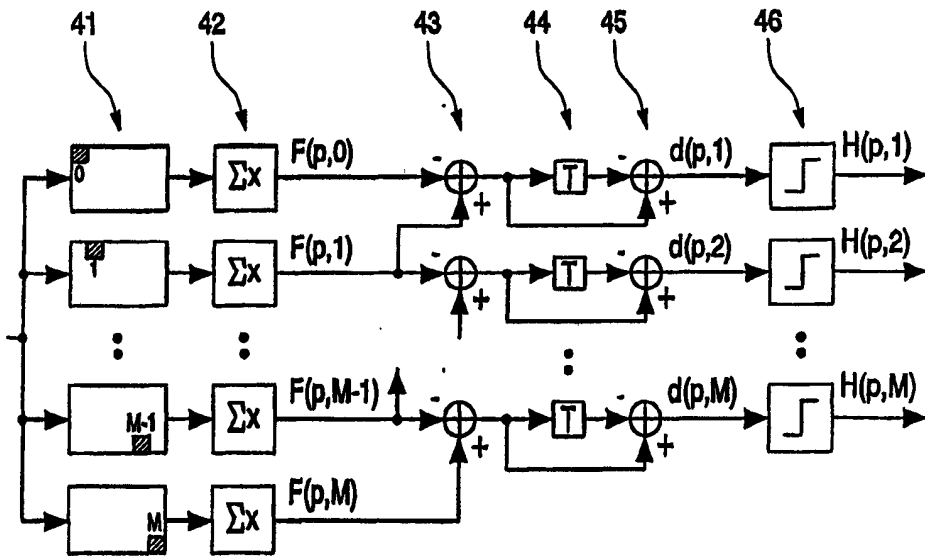 41 42 43 44 45 46
0 Σx F(p,0) - + T - + d(p,1) H(p,1)
1 Σx F(p,1) - + T - + d(p,2) H(p,2)
M-1 Σx F(p,M-1) - + T - + d(p,M) H(p,M)
M Σx F(p,M)